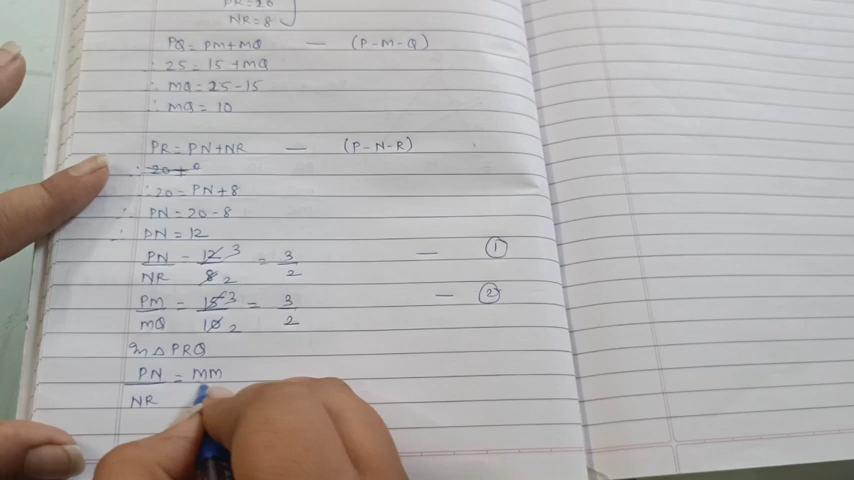 PR=20
NR=8
PQ = PM+MQ — (P-M-Q)
∴ 25 = 15 +MQ
∴ MQ = 25-15
∴ MQ = 10
PR = PN+NR — (P-N-R)
∴ 20 = PN+8
∴ PN = 20-8
∴ PN = 12
PN/NR = 12/8 3/2 = 3/2 — ①
PM/MQ = 15/10 3/2 = 3/2 — ②
In △ PRQ
PN/NR = MM